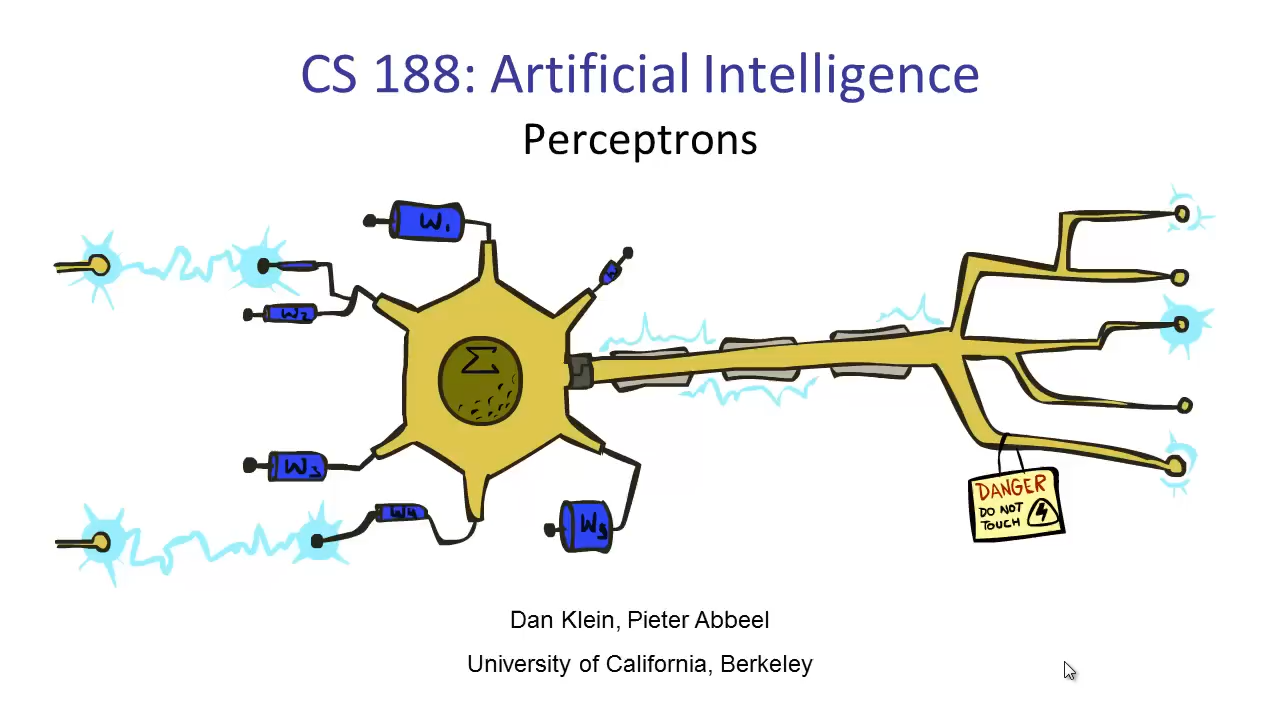 CS 188: Artificial Intelligence
Perceptrons
W1
W
W2
Σ
W3
W4
W5
DANGER
DO NOT
TOUCH
Dan Klein, Pieter Abbeel
University of California, Berkeley